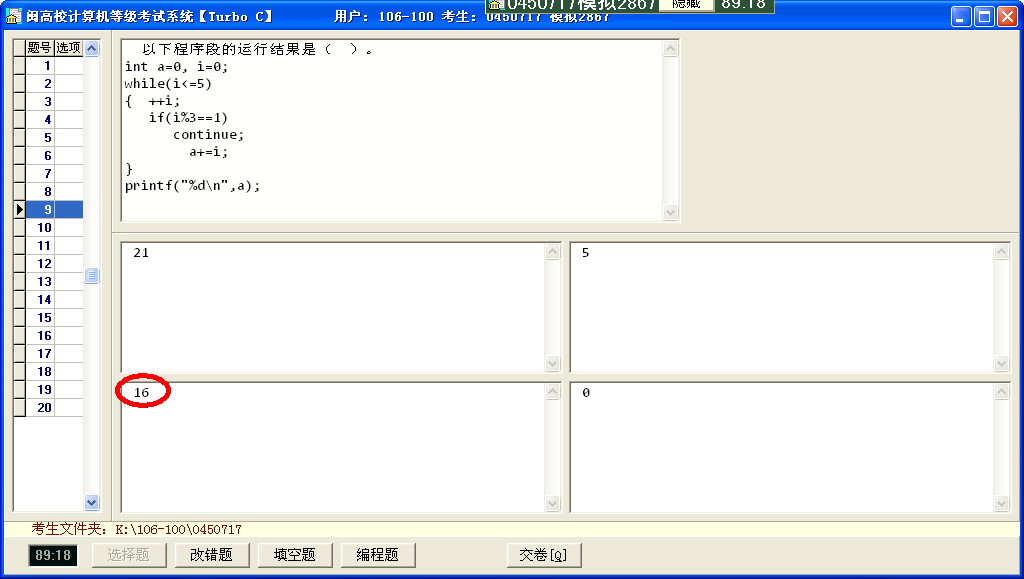 0450717模拟2867 隐藏 89:18
闽高校计算机等级考试系统【Turbo C】 用户: 106-100 考生: 0450717 模拟2867
题号 选项
1
2
3
4
5
6
7
8
9
10
11
12
13
14
15
16
17
18
19
20
以下程序段的运行结果是（ ）。
int a=0, i=0;
while(i<=5)
{ ++i;
if(i%3==1)
continue;
a+=i;
}
printf("%d\n",a);
21
5
16
0
考生文件夹: K:\106-100\0450717
89:18 选择题 改错题 填空题 编程题 交卷[Q]